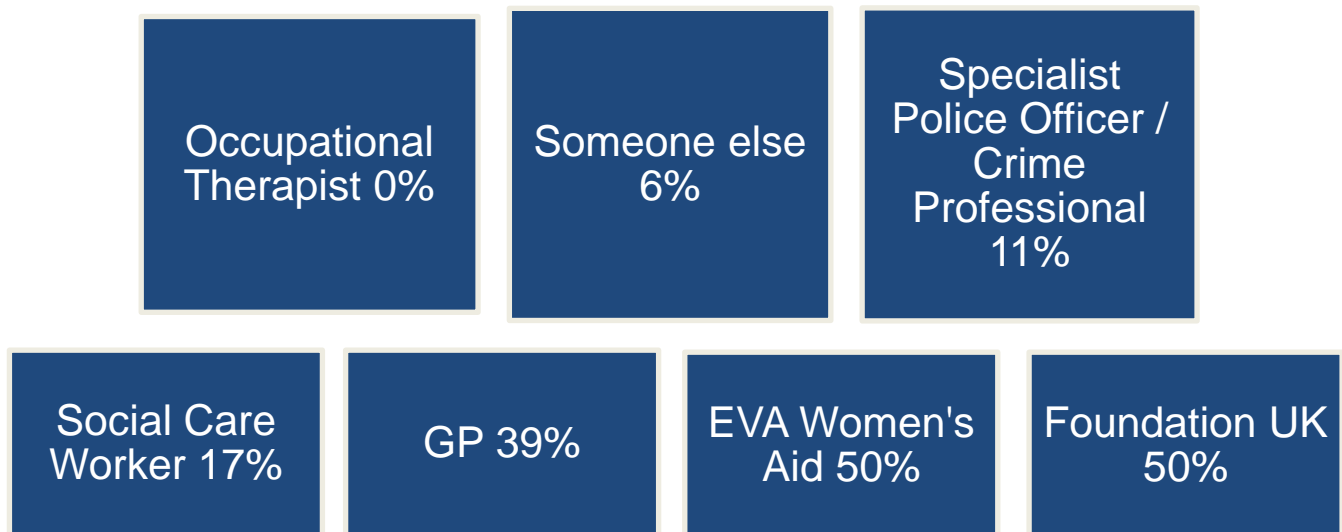 Occupational
Therapist 0%
Someone else
6%
Specialist
Police Officer /
Crime
Professional
11%
Social Care
Worker 17%
GP 39%
EVA Women's
Aid 50%
Foundation UK
50%